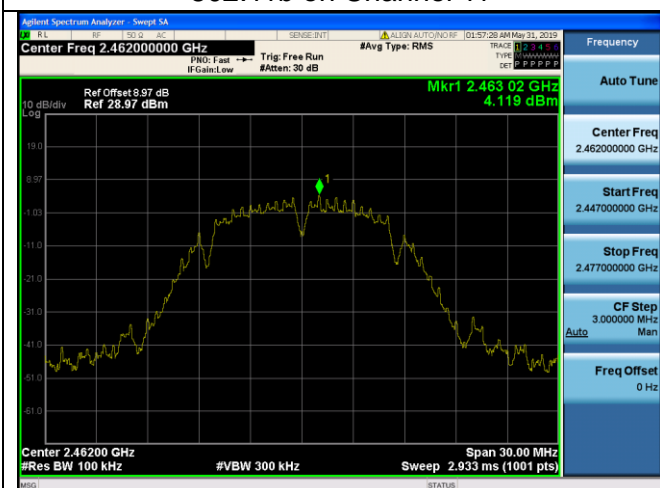 Agilent Spectrum Analyzer - Swept SA
RL RF 50 Ω AC SENSE:INT ALIGN AUTO/NO RF 01:57:28 AM May 31, 2019
Center Freq 2.462000000 GHz #Avg Type: RMS TRACE 1 2 3 4 5 6
PNO: Fast Trig: Free Run TYPE
IFGain:Low #Atten: 30 dB DET P P P P P P
Frequency
Mkr1 2.463 02 GHz
4.119 dBm
Ref Offset 8.97 dB
10 dB/div Ref 28.97 dBm
Log
19.0
8.97
-1.03
-11.0
-21.0
-31.0
-41.0
-51.0
-61.0
1
Center 2.46200 GHz Span 30.00 MHz
#Res BW 100 kHz #VBW 300 kHz Sweep 2.933 ms (1001 pts)
MSG STATUS
Auto Tune
Center Freq
2.462000000 GHz
Start Freq
2.447000000 GHz
Stop Freq
2.477000000 GHz
CF Step
3.000000 MHz
Auto Man
Freq Offset
0 Hz